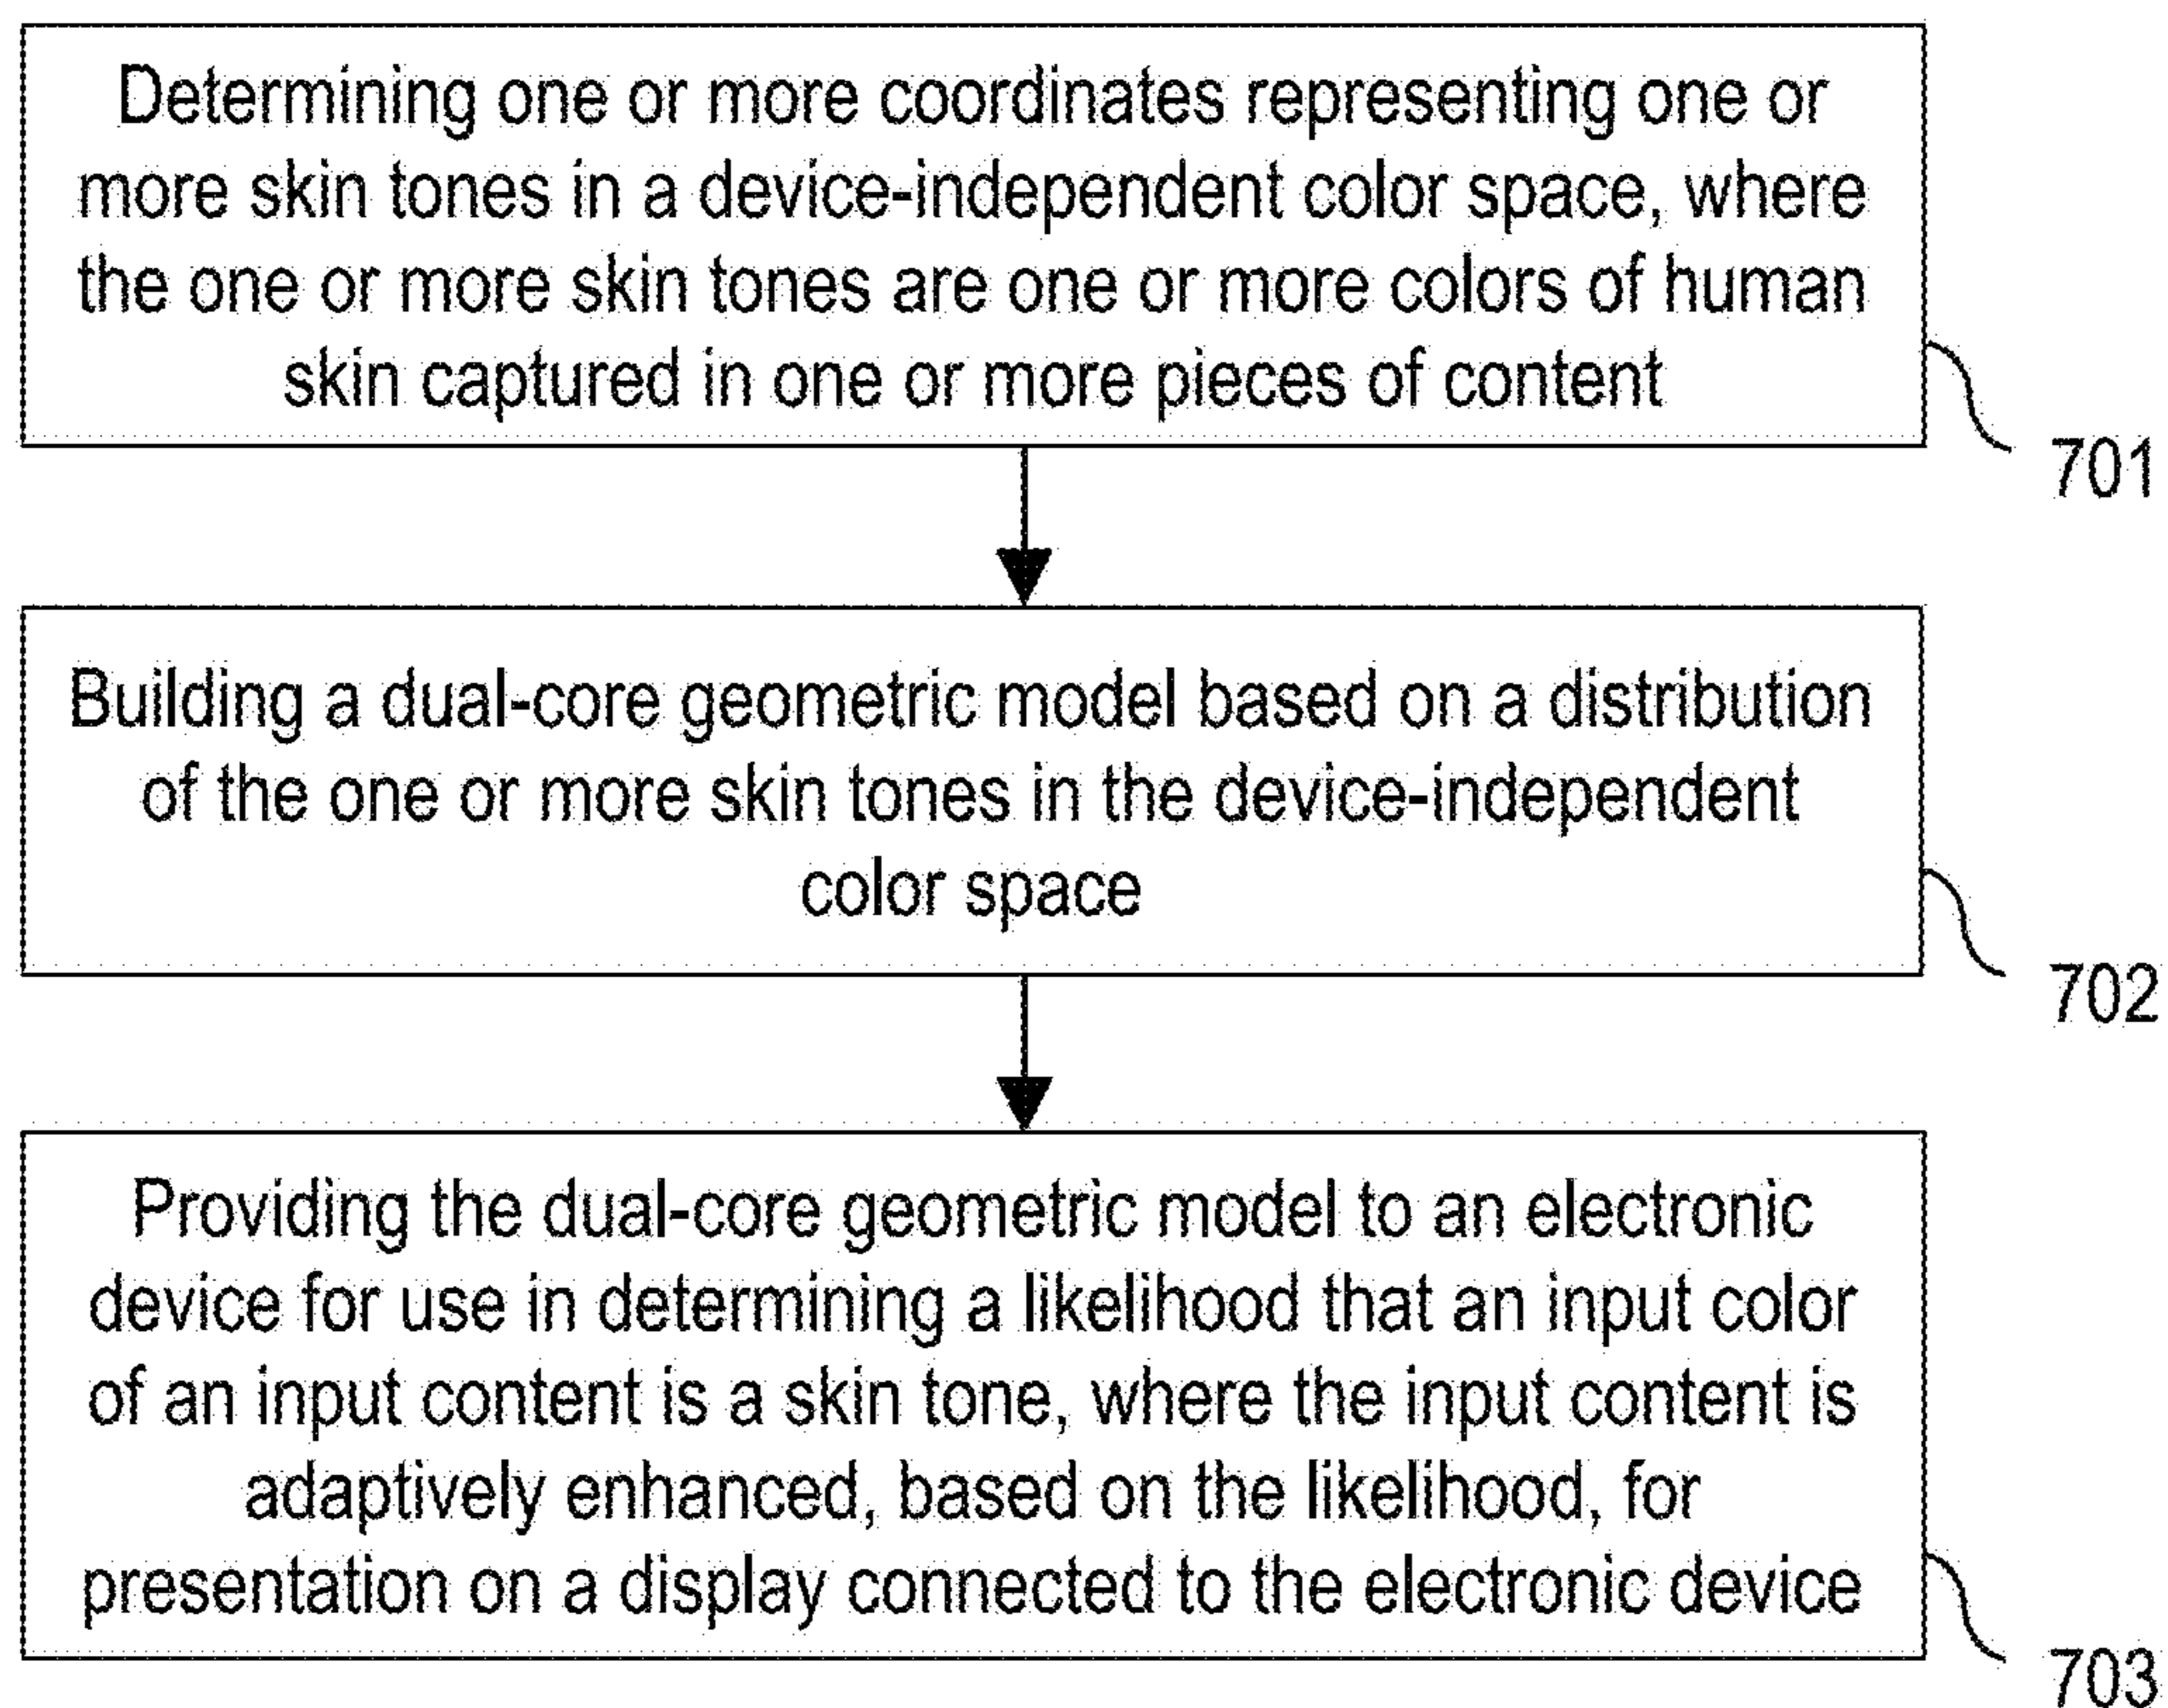 Determining one or more coordinates representing one or
more skin tones in a device-independent color space, where
the one or more skin tones are one or more colors of human
skin captured in one or more pieces of content
701
Building a dual-core geometric model based on a distribution
of the one or more skin tones in the device-independent
color space
702
Providing the dual-core geometric model to an electronic
device for use in determining a likelihood that an input color
of an input content is a skin tone, where the input content is
adaptively enhanced, based on the likelihood, for
presentation on a display connected to the electronic device
703